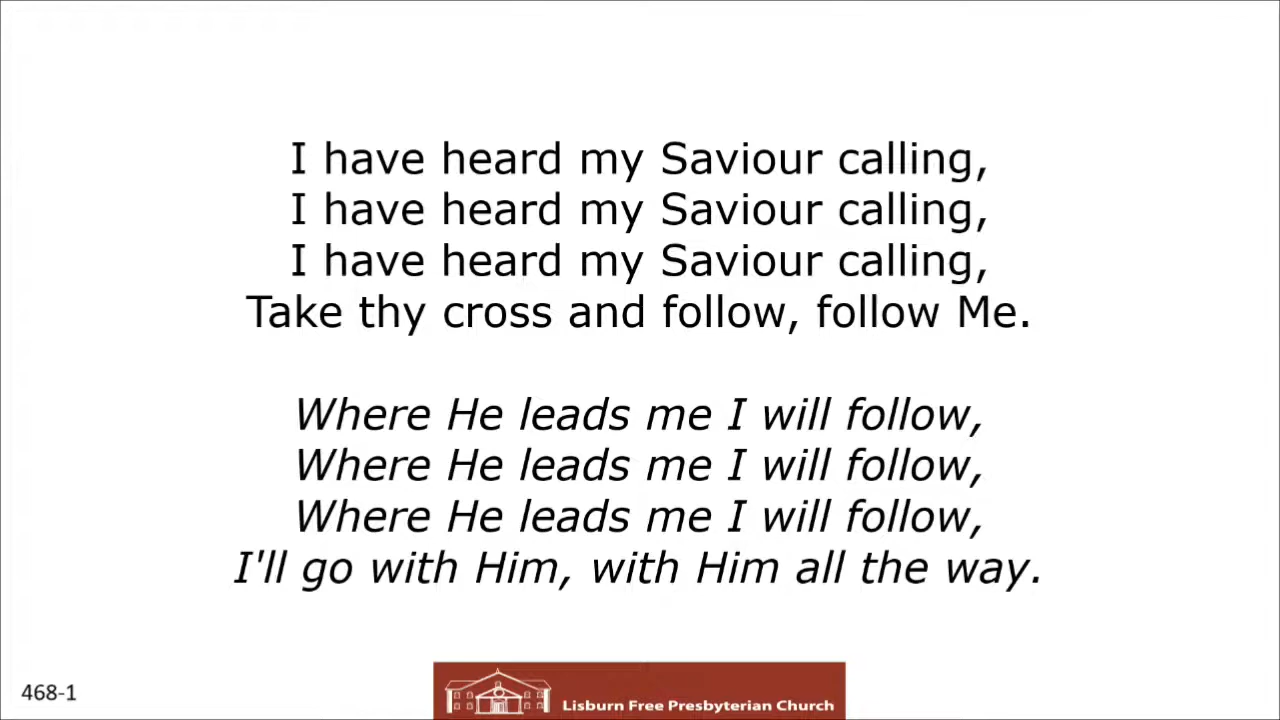 I have heard my Saviour calling,
I have heard my Saviour calling,
I have heard my Saviour calling,
Take thy cross and follow, follow Me.
Where He leads me I will follow,
Where He leads me I will follow,
Where He leads me I will follow,
I'll go with Him, with Him all the way.
468-1
Lisburn Free Presbyterian Church